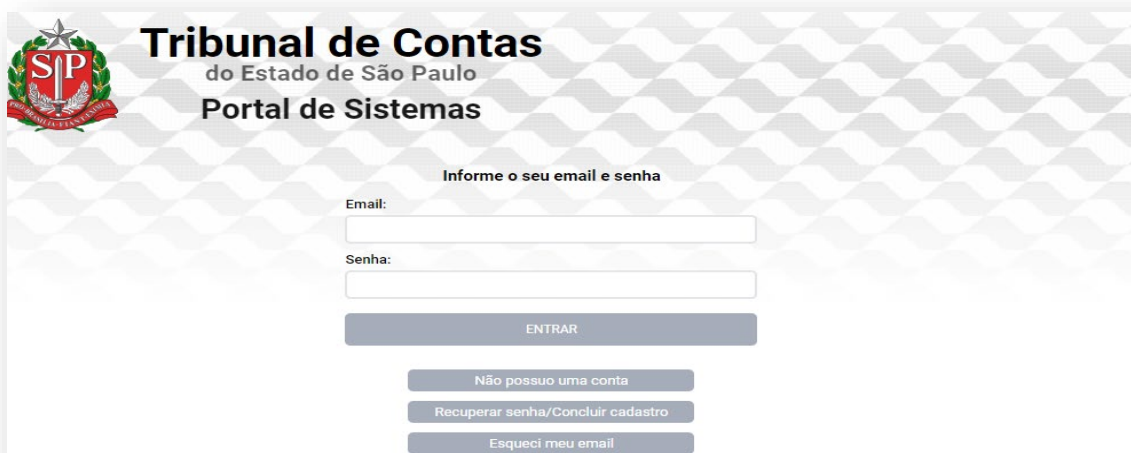 Tribunal de Contas
do Estado de São Paulo
Portal de Sistemas
Informe o seu email e senha
Email:
Senha:
ENTRAR
Não possuo uma conta
Recuperar senha/Concluir cadastro
Esqueci meu email